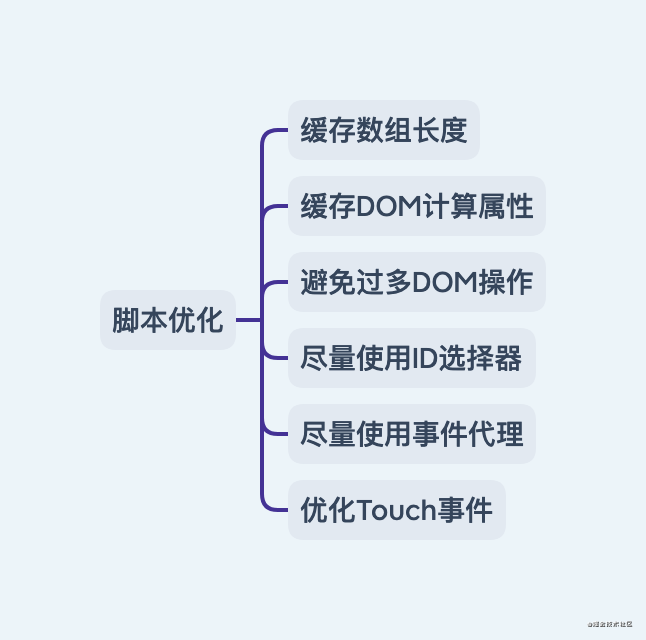 缓存数组长度
缓存DOM计算属性
避免过多DOM操作
脚本优化
尽量使用ID选择器
尽量使用事件代理
优化Touch事件
@掘金技术社区